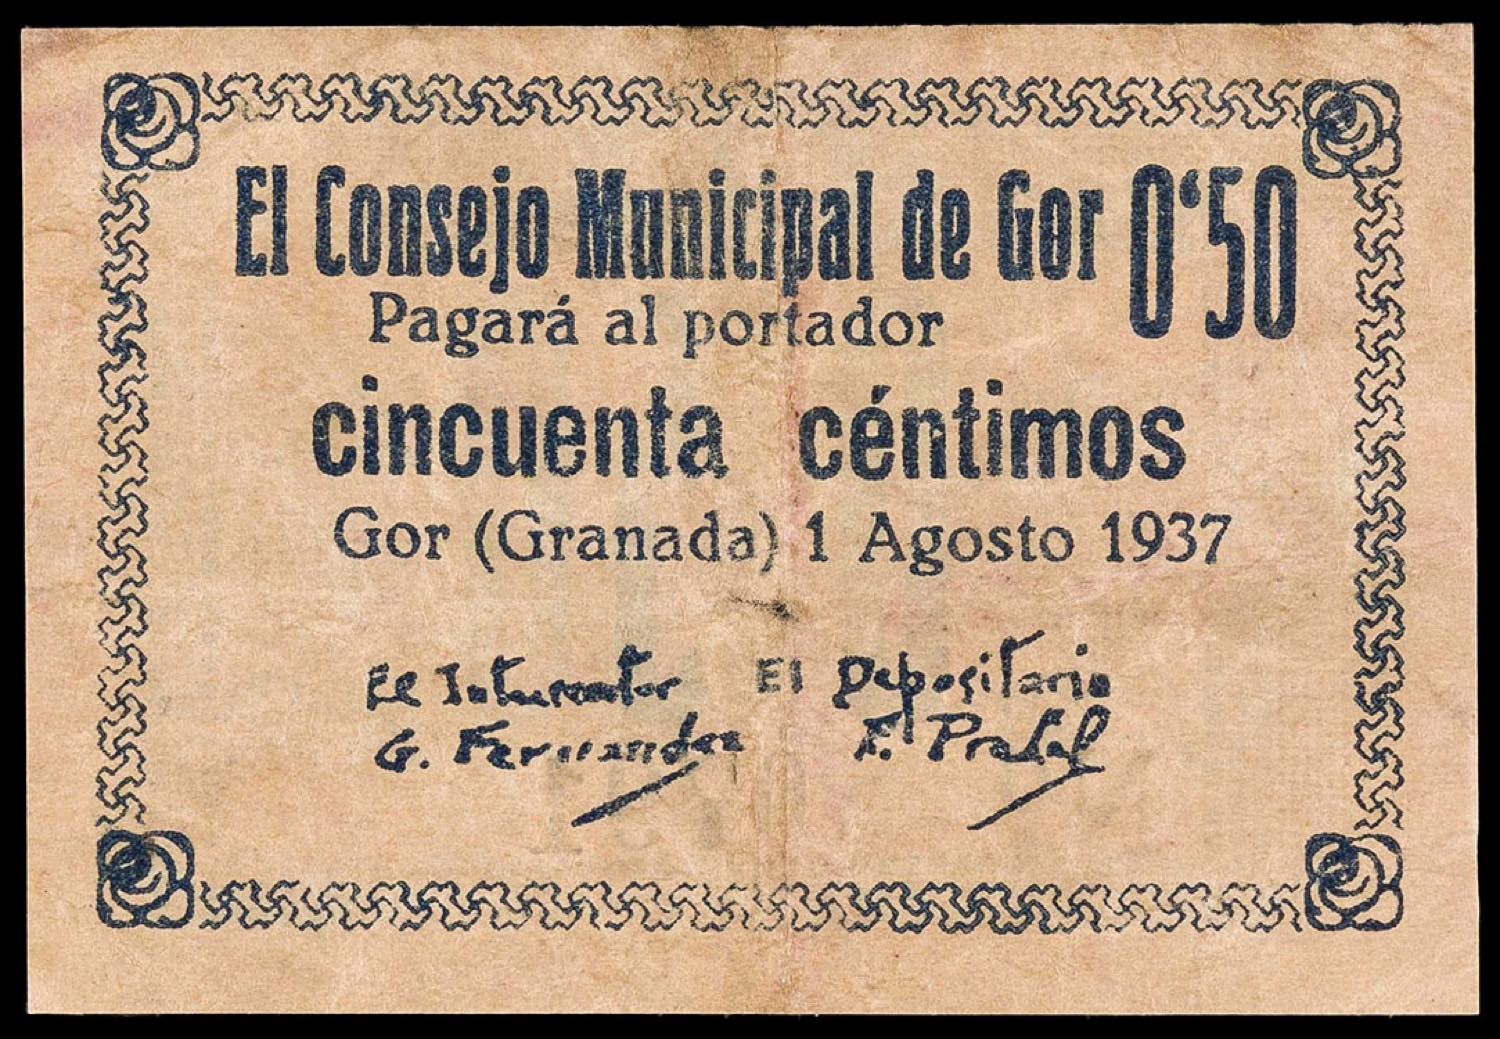 El Consejo Municipal de Gor 0'50
Pagará al portador
cincuenta céntimos
Gor (Granada) 1 Agosto 1937
El Interventor El Depositario
G. Fernandez F. Pradal